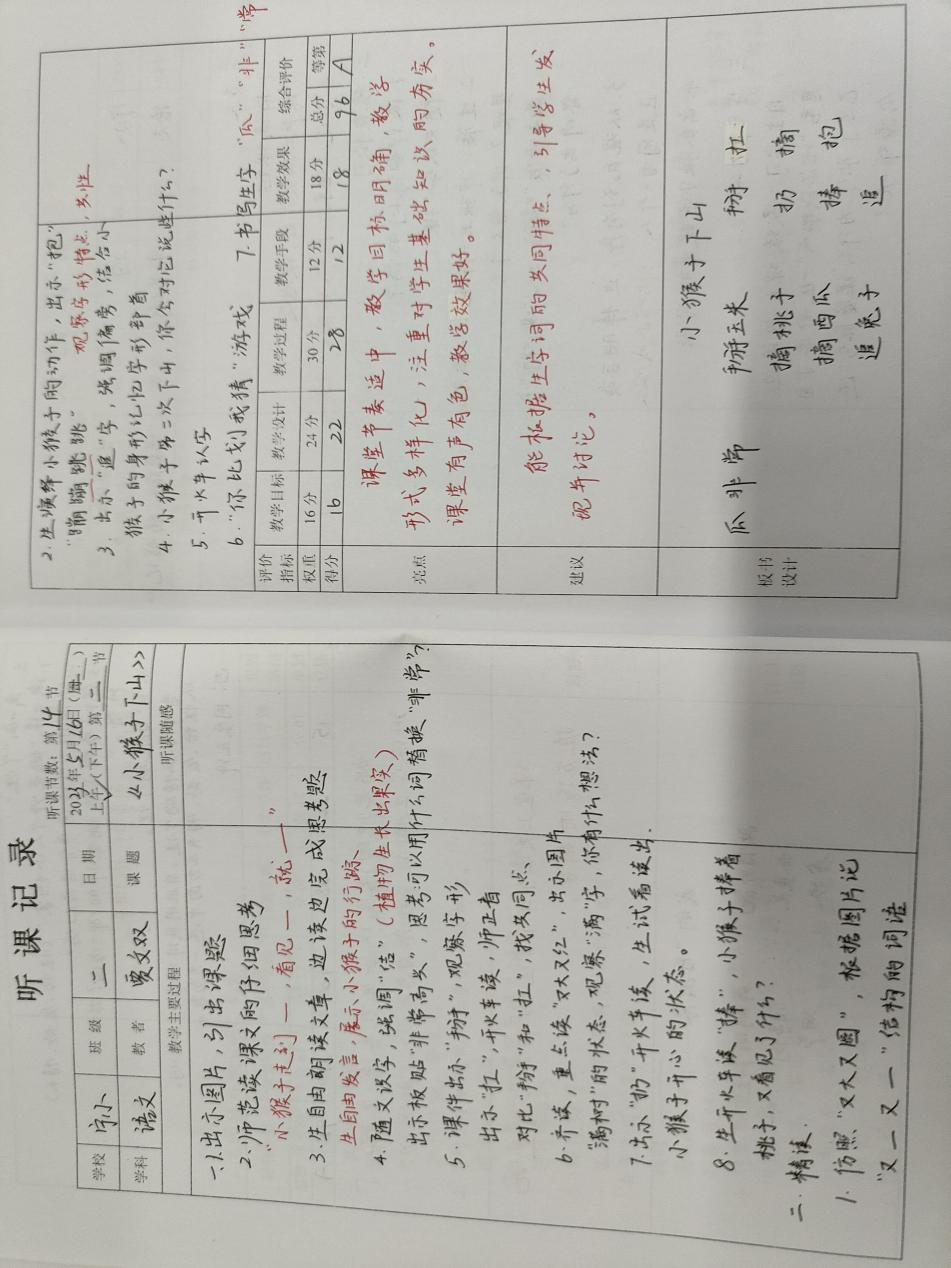 听课记录
听课节数：第14节
学校 字小 班级 二 日期 2023年5月16日（周二）
上午（下午）第二节
学科 语文 教者 贾文双 课题 《小猴子下山》
教学主要过程 听课随感
一、1.出示图片，引出课题
2.师范读课文的仔细思考
“小猴子走到一，看见一，就一”
3.生自由朗读文章，边读边完成思考题
生自由发言，展示小猴子的行踪、
4.随文识字，强调“结”（植物生长出果实）
出示板贴“非常高兴”，思考可以用什么词替换“非常”？
5.课件出示“掰”，观察字形
出示“扛”，开火车读，师正音
对比“掰”和“扛”，找共同点、
6.齐读，重点读“又大又红”，出示图片
“满树”的状态、观察“满”字，你有什么想法？
7.出示“扔”开火车读，生试着读出、
小猴子开心的状态。
8.生开火车读“捧”，小猴子捧着
桃子，又看见了什么？
二、精读、
1.仿照“又大又圆”，根据图片记
“又一又一”结构的词语
2.生演绎小猴子的动作，出示“抱”
“蹦蹦跳跳” 观察字形特点，共性
3.出示“追”字，强调偏旁，结合小
猴子的身形记忆字形部首
4.小猴子第二次下山，你会对它说些什么？
5.开火车认字
6.“你比划我猜”游戏 7.书写生字 “瓜”“非”“常
评价指标 教学目标 教学设计 教学过程 教学手段 教学效果 综合评价
权重 16分 24分 30分 12分 18分 总分 等第
得分 16 22 28 12 18 96 A
亮点
课堂节奏适中，教学目标明确，教学
形式多样化，注重对学生基础知识的夯实。
课堂有声有色，教学效果好。
建议
能根据生字词的共同特点、引导学生发
现并讨论。
板书设计
小猴子下山
瓜 非 常 掰玉米 掰 扛
摘桃子 扔 摘
摘西瓜 捧 抱
追兔子 追